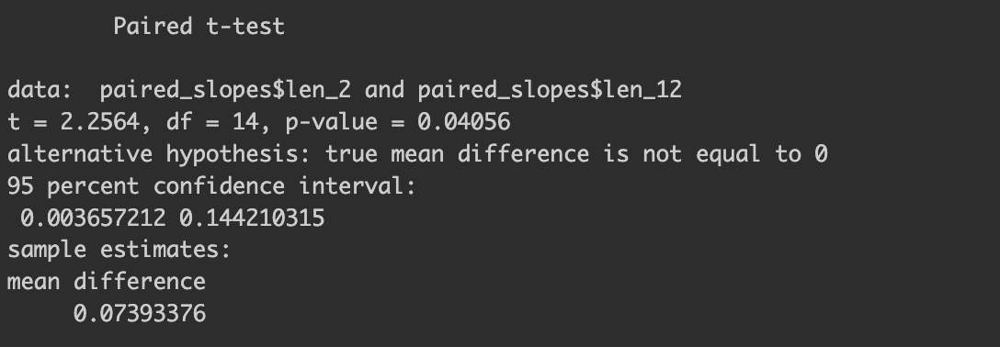 Paired t-test
data:  paired_slopes$len_2 and paired_slopes$len_12
t = 2.2564, df = 14, p-value = 0.04056
alternative hypothesis: true mean difference is not equal to 0
95 percent confidence interval:
0.003657212 0.144210315
sample estimates:
mean difference
0.07393376